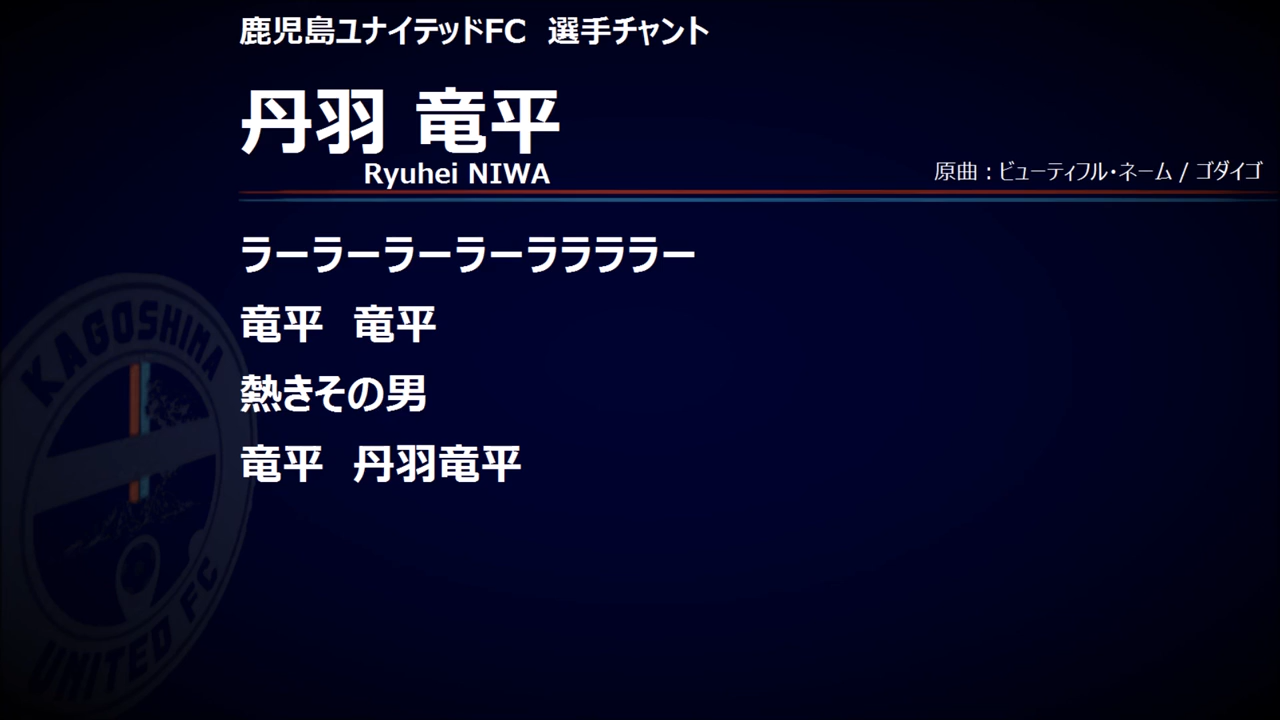 鹿児島ユナイテッドFC　選手チャント
丹羽 竜平
Ryuhei NIWA
原曲：ビューティフル・ネーム / ゴダイゴ
ラーラーラーラーララララー
竜平　竜平
熱きその男
竜平　丹羽竜平
KAGOSHIMA
UNITED FC